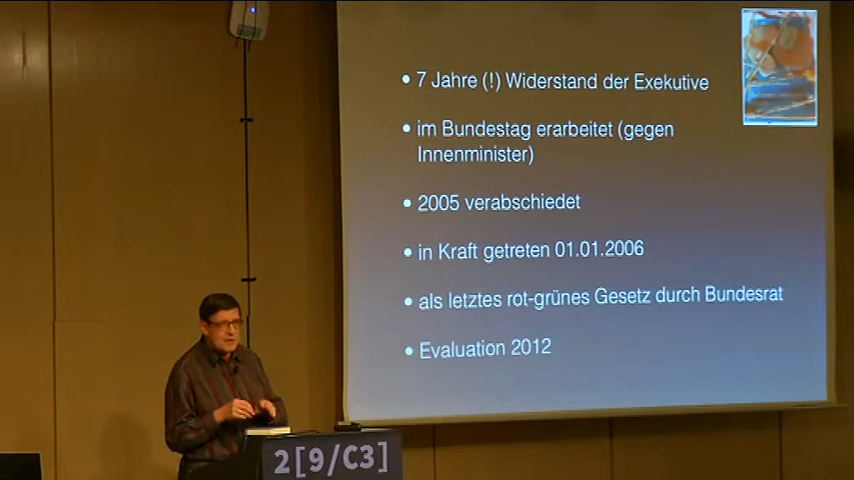 • 7 Jahre (!) Widerstand der Exekutive
• im Bundestag erarbeitet (gegen
Innenminister)
• 2005 verabschiedet
• in Kraft getreten 01.01.2006
• als letztes rot-grünes Gesetz durch Bundesrat
• Evaluation 2012
2[9/C3]